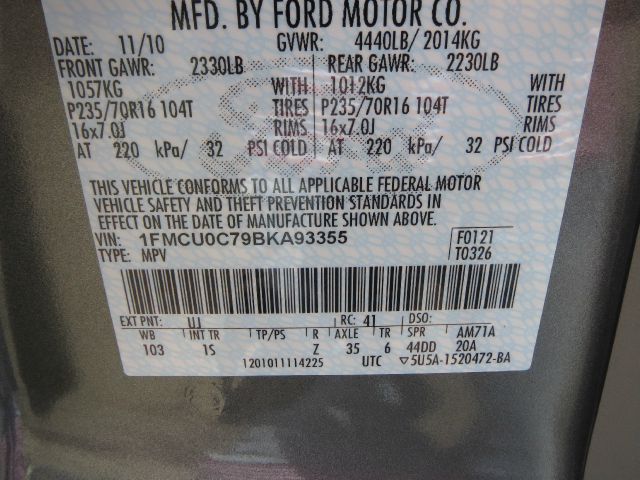 MFD. BY FORD MOTOR CO.
DATE: 11/10 GVWR: 4440LB/ 2014KG
FRONT GAWR: 2330LB REAR GAWR: 2230LB
1057KG WITH 1012KG WITH
P235/70R16 104T TIRES P235/70R16 104T TIRES
16x7.0J RIMS 16x7.0J RIMS
AT 220 kPa/ 32 PSI COLD AT 220 kPa/ 32 PSI COLD
THIS VEHICLE CONFORMS TO ALL APPLICABLE FEDERAL MOTOR
VEHICLE SAFETY AND THEFT PREVENTION STANDARDS IN
EFFECT ON THE DATE OF MANUFACTURE SHOWN ABOVE.
VIN: 1FMCU0C79BKA93355 F0121
TYPE: MPV T0326
EXT PNT: UJ RC: 41 DSO:
WB INT TR TP/PS R AXLE TR SPR AM71A
103 1S Z 35 6 44DD 20A
1201011114225 UTC ▽5U5A-1520472-BA